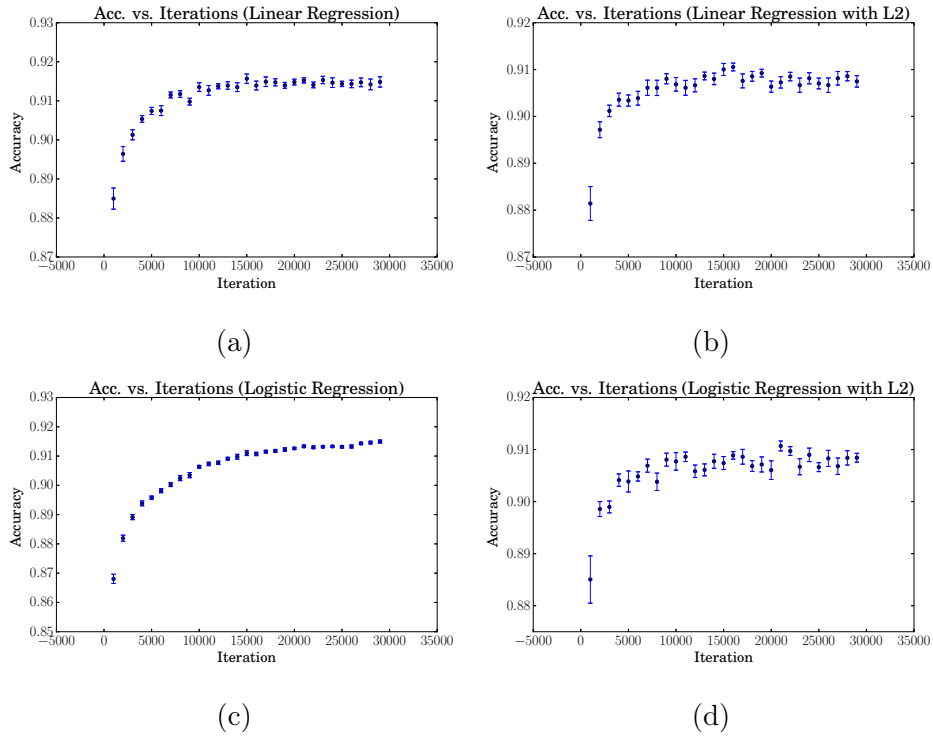 Acc. vs. Iterations (Linear Regression)
0.93
0.92
0.91
0.90
0.89
0.88
0.87
Accuracy
−5000 0 5000 10000 15000 20000 25000 30000 35000
Iteration
(a)
Acc. vs. Iterations (Linear Regression with L2)
0.92
0.91
0.90
0.89
0.88
0.87
Accuracy
−5000 0 5000 10000 15000 20000 25000 30000 35000
Iteration
(b)
Acc. vs. Iterations (Logistic Regression)
0.93
0.92
0.91
0.90
0.89
0.88
0.87
0.86
0.85
Accuracy
−5000 0 5000 10000 15000 20000 25000 30000 35000
Iteration
(c)
Acc. vs. Iterations (Logistic Regression with L2)
0.92
0.91
0.90
0.89
0.88
Accuracy
−5000 0 5000 10000 15000 20000 25000 30000 35000
Iteration
(d)